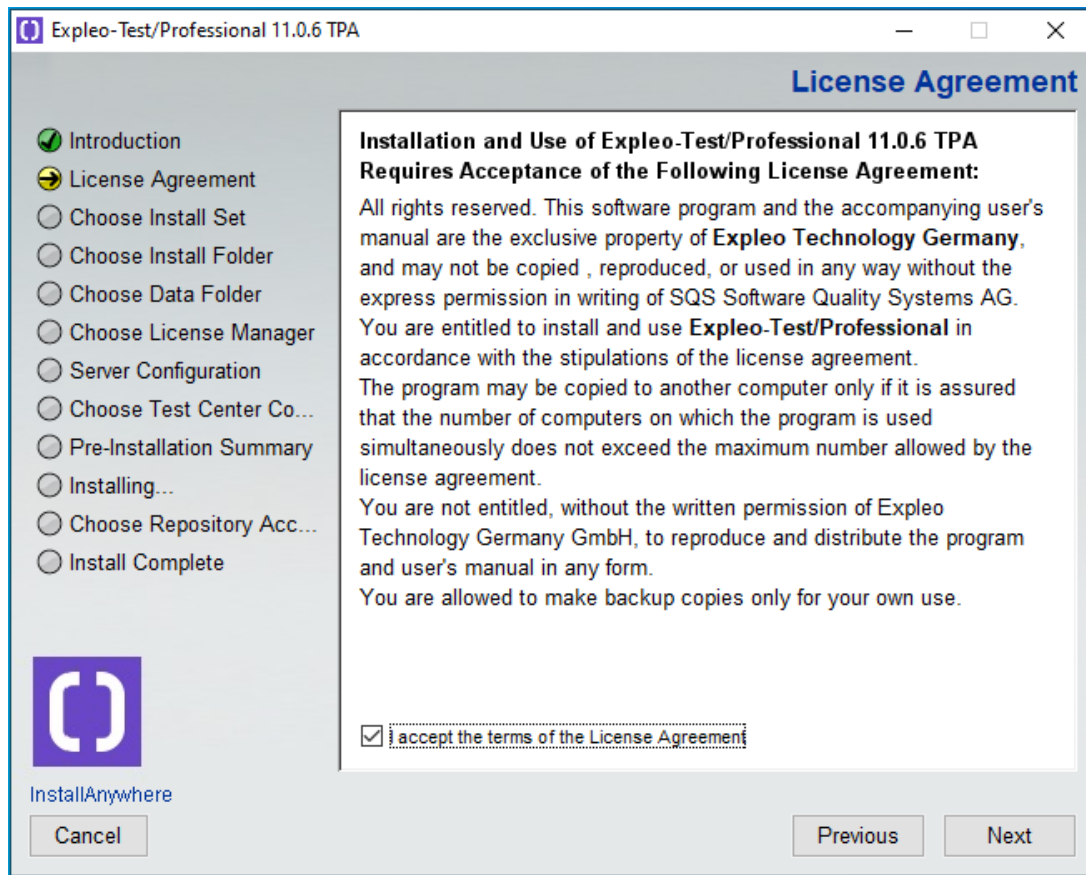 Expleo-Test/Professional 11.0.6 TPA
License Agreement
Introduction
License Agreement
Choose Install Set
Choose Install Folder
Choose Data Folder
Choose License Manager
Server Configuration
Choose Test Center Co...
Pre-Installation Summary
Installing...
Choose Repository Acc...
Install Complete
Installation and Use of Expleo-Test/Professional 11.0.6 TPA
Requires Acceptance of the Following License Agreement:
All rights reserved. This software program and the accompanying user's
manual are the exclusive property of Expleo Technology Germany,
and may not be copied , reproduced, or used in any way without the
express permission in writing of SQS Software Quality Systems AG.
You are entitled to install and use Expleo-Test/Professional in
accordance with the stipulations of the license agreement.
The program may be copied to another computer only if it is assured
that the number of computers on which the program is used
simultaneously does not exceed the maximum number allowed by the
license agreement.
You are not entitled, without the written permission of Expleo
Technology Germany GmbH, to reproduce and distribute the program
and user's manual in any form.
You are allowed to make backup copies only for your own use.
I accept the terms of the License Agreement
InstallAnywhere
Cancel
Previous
Next